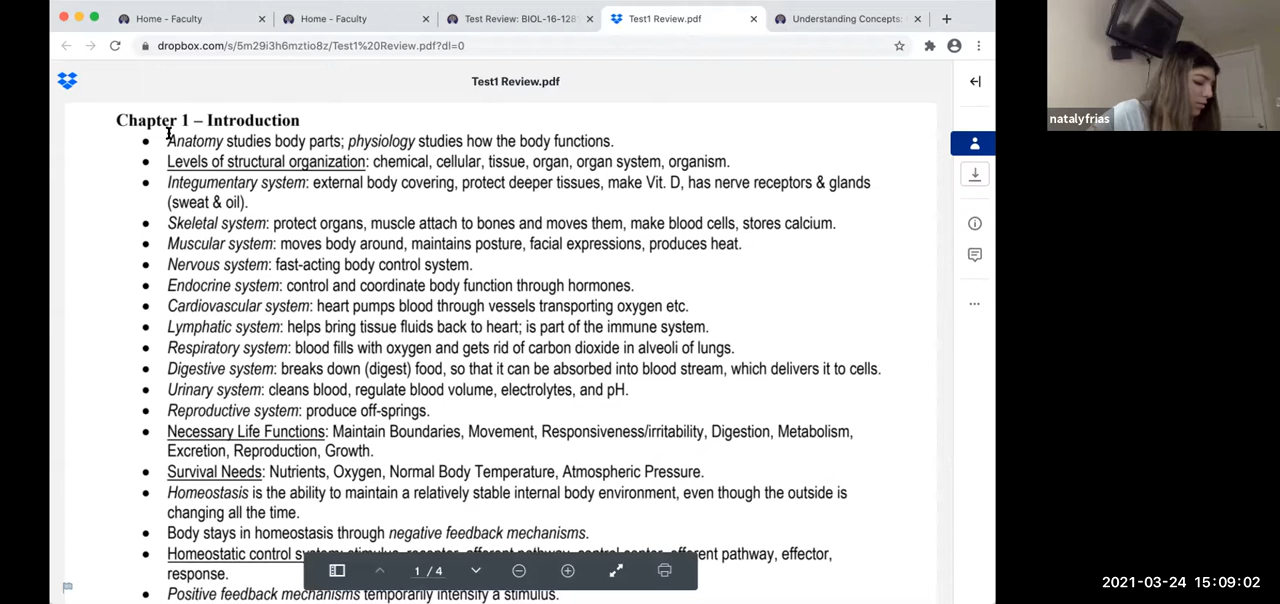 Home - Faculty
Home - Faculty
Test Review: BIOL-16-128
Test1 Review.pdf
Understanding Concepts:
dropbox.com/s/5m29i3h6mztio8z/Test1%20Review.pdf?dl=0
Test1 Review.pdf
natalyfrias
Chapter 1 – Introduction
• Anatomy studies body parts; physiology studies how the body functions.
• Levels of structural organization: chemical, cellular, tissue, organ, organ system, organism.
• Integumentary system: external body covering, protect deeper tissues, make Vit. D, has nerve receptors & glands
(sweat & oil).
• Skeletal system: protect organs, muscle attach to bones and moves them, make blood cells, stores calcium.
• Muscular system: moves body around, maintains posture, facial expressions, produces heat.
• Nervous system: fast-acting body control system.
• Endocrine system: control and coordinate body function through hormones.
• Cardiovascular system: heart pumps blood through vessels transporting oxygen etc.
• Lymphatic system: helps bring tissue fluids back to heart; is part of the immune system.
• Respiratory system: blood fills with oxygen and gets rid of carbon dioxide in alveoli of lungs.
• Digestive system: breaks down (digest) food, so that it can be absorbed into blood stream, which delivers it to cells.
• Urinary system: cleans blood, regulate blood volume, electrolytes, and pH.
• Reproductive system: produce off-springs.
• Necessary Life Functions: Maintain Boundaries, Movement, Responsiveness/irritability, Digestion, Metabolism,
Excretion, Reproduction, Growth.
• Survival Needs: Nutrients, Oxygen, Normal Body Temperature, Atmospheric Pressure.
• Homeostasis is the ability to maintain a relatively stable internal body environment, even though the outside is
changing all the time.
• Body stays in homeostasis through negative feedback mechanisms.
• Homeostatic control system: stimulus, receptor, afferent pathway, control center, efferent pathway, effector,
response.
• Positive feedback mechanisms temporarily intensify a stimulus.
1 / 4
2021-03-24 15:09:02